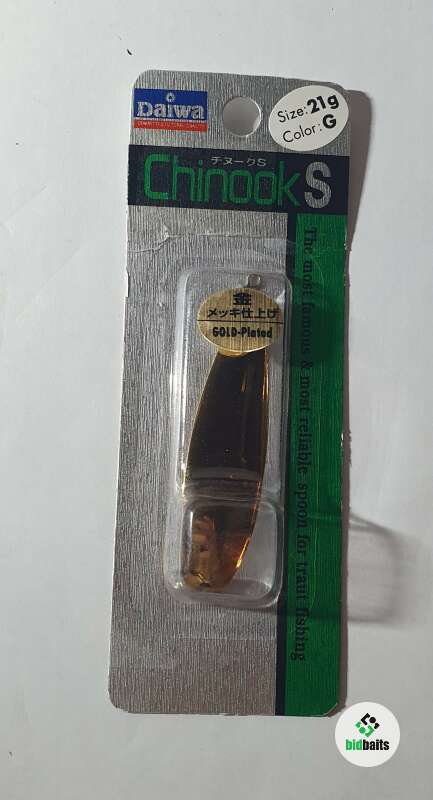 Daiwa
Size:21g
Color:G
チヌークS
Chinook S
金
メッキ仕上げ
GOLD-Plated
The most famous & most reliable spoon for traut fishing
bidbaits